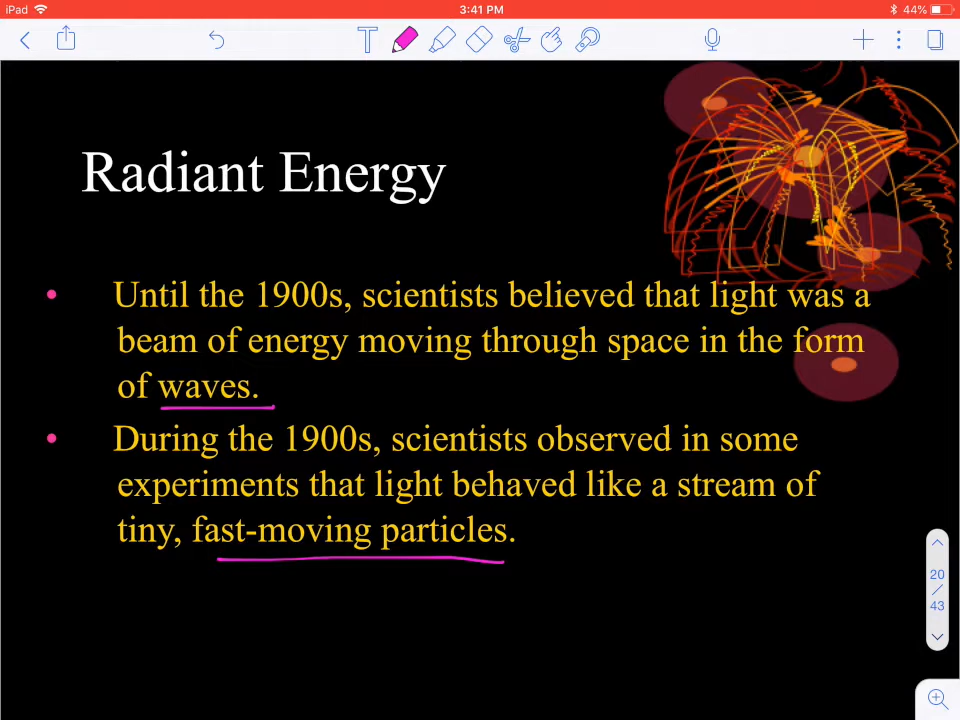 iPad 3:41 PM 44%
Radiant Energy
• Until the 1900s, scientists believed that light was a
beam of energy moving through space in the form
of waves.
• During the 1900s, scientists observed in some
experiments that light behaved like a stream of
tiny, fast-moving particles.
20
/
43